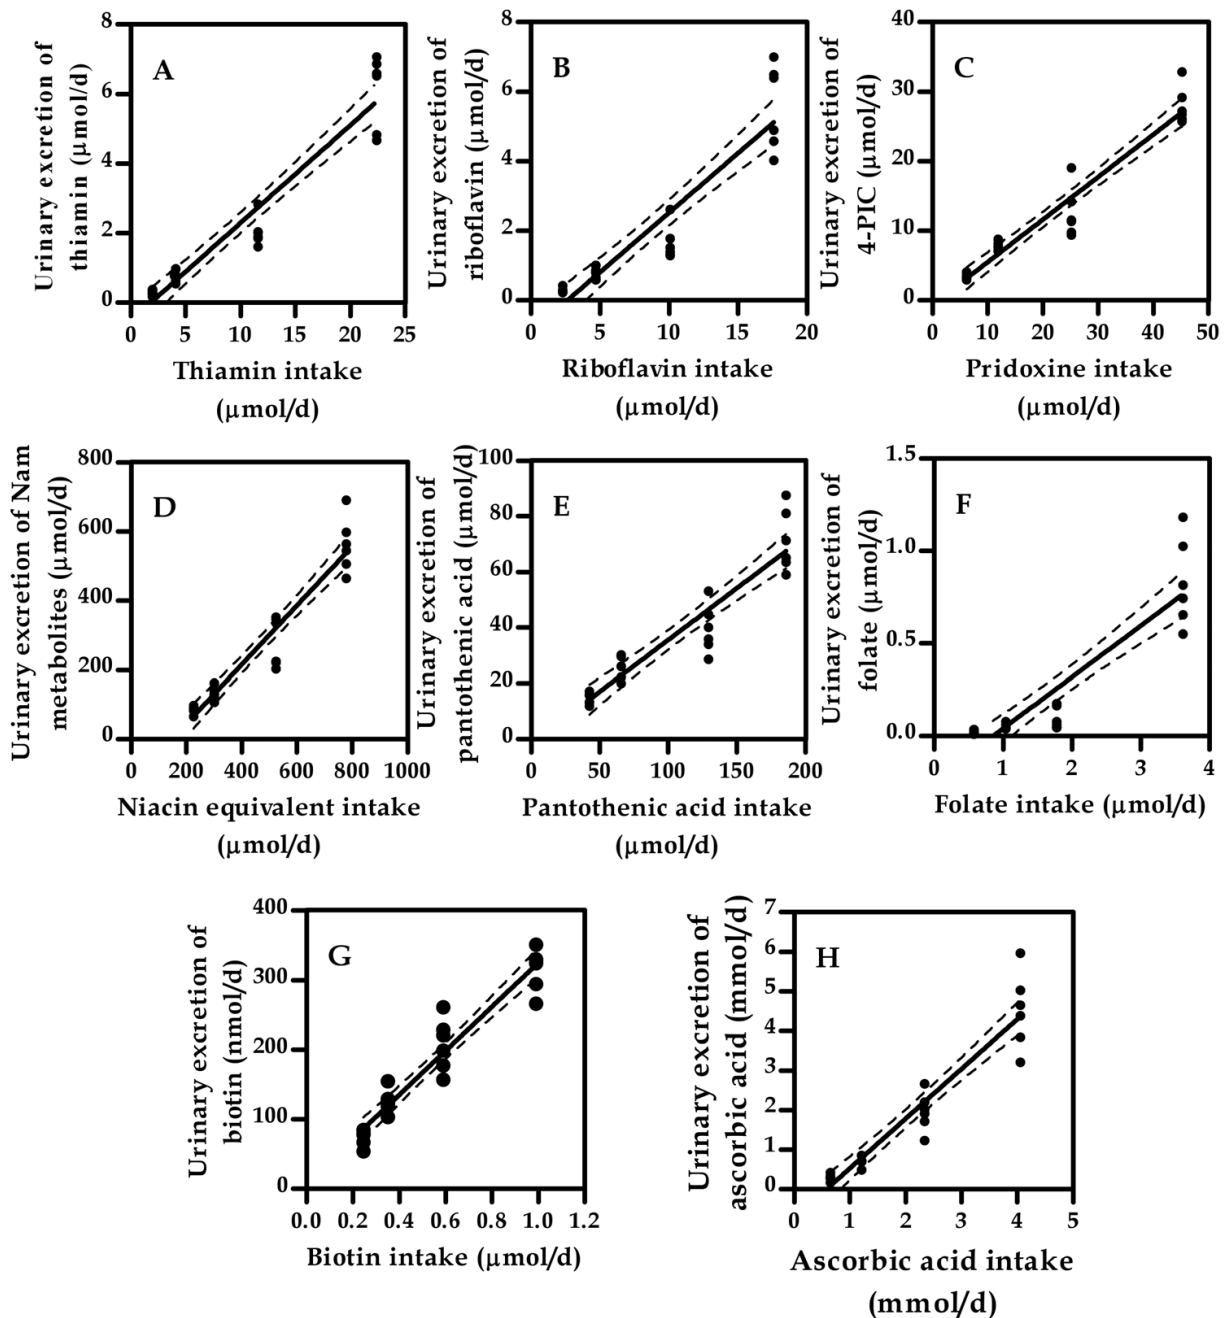 Urinary excretion of
thiamin (μmol/d)
A
8
6
4
2
0
0 5 10 15 20 25
Thiamin intake
(μmol/d)
Urinary excretion of
riboflavin (μmol/d)
B
8
6
4
2
0
0 5 10 15 20
Riboflavin intake
(μmol/d)
Urinary excretion of
4-PIC (μmol/d)
C
40
30
20
10
0
0 10 20 30 40 50
Pridoxine intake
(μmol/d)
Urinary excretion of Nam
metabolites (μmol/d)
D
800
600
400
200
0
0 200 400 600 800 1000
Niacin equivalent intake
(μmol/d)
Urinary excretion of
pantothenic acid (μmol/d)
E
100
80
60
40
20
0
0 50 100 150 200
Pantothenic acid intake
(μmol/d)
Urinary excretion of
folate (μmol/d)
F
1.5
1.0
0.5
0.0
0 1 2 3 4
Folate intake (μmol/d)
Urinary excretion of
biotin (nmol/d)
G
400
300
200
100
0
0.0 0.2 0.4 0.6 0.8 1.0 1.2
Biotin intake (μmol/d)
Urinary excretion of
ascorbic acid (mmol/d)
H
7
6
5
4
3
2
1
0
0 1 2 3 4 5
Ascorbic acid intake
(mmol/d)